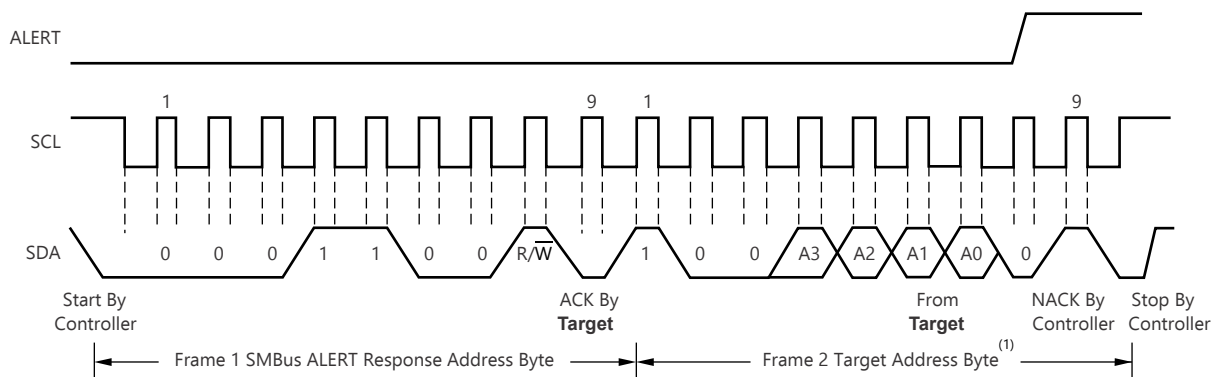 ALERT
1 9 1 9
SCL
SDA 0 0 0 1 1 0 0 R/W̅ 1 0 0 A3 A2 A1 A0 0
Start By
Controller
ACK By
Target
From
Target
NACK By
Controller
Stop By
Controller
Frame 1 SMBus ALERT Response Address Byte
Frame 2 Target Address Byte(1)